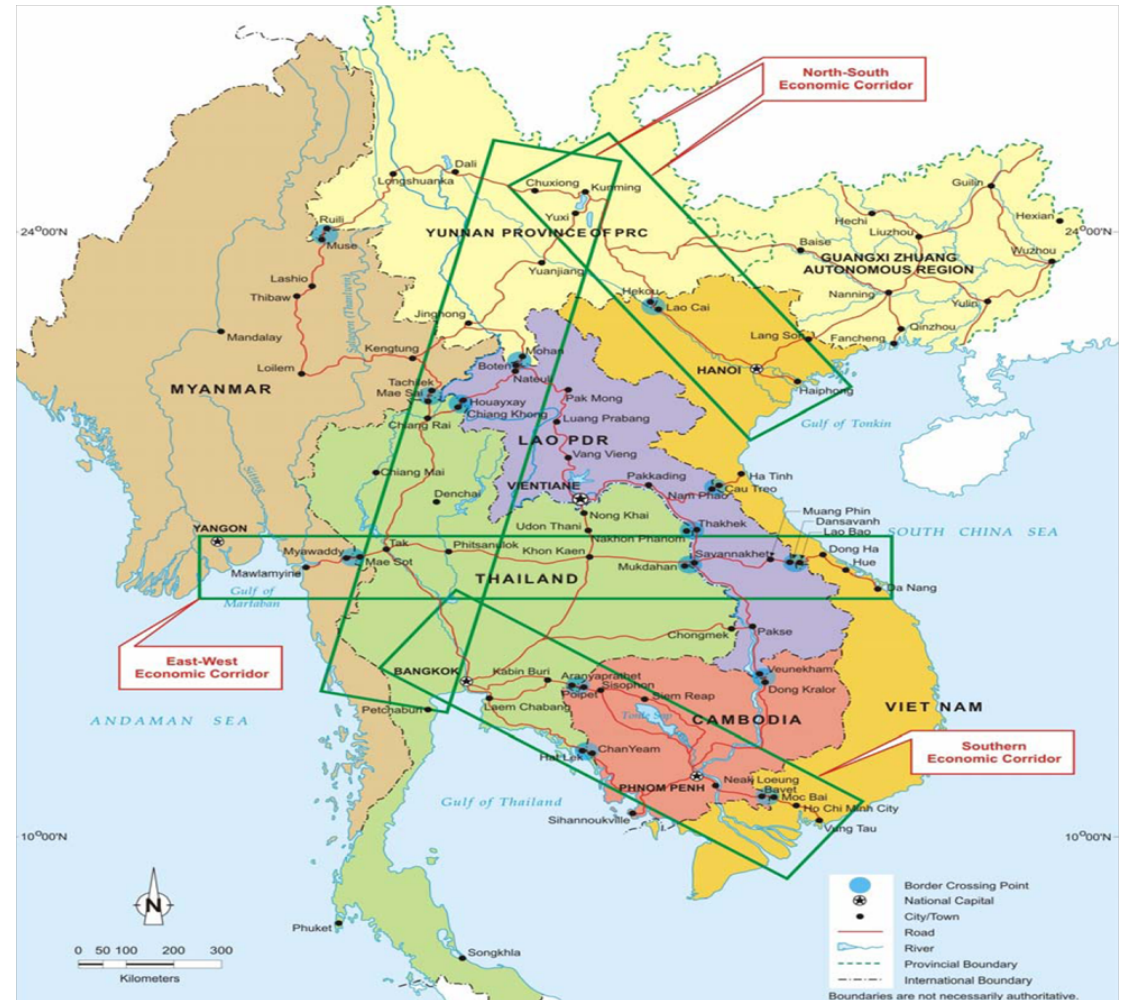 North-South
Economic Corridor
Dali
Longshuanka
Chuxiong
Kunming
Guilin
Yuxi
Hechi
Hexian
Ruili
Liuzhou
24°00'N
YUNNAN PROVINCE OF PRC
24°00'N
Muse
Baise
Wuzhou
GUANGXI ZHUANG
AUTONOMOUS REGION
Yuanjiang
Lashio
Hekou
Nanning
Yulin
Thibaw
Lao Cai
Salween (Thanlwin)
Jinghong
Qinzhou
Mandalay
Lang Son
Fancheng
Kengtung
Mohan
Loilem
Boten
HANOI
Nateuil
MYANMAR
Tachilek
Haiphong
Mae Sai
Houayxay
Pak Mong
Chiang Khong
Chiang Rai
Luang Prabang
Gulf of Tonkin
LAO PDR
Vang Vieng
Sittang
Chiang Mai
Pakkading
Ha Tinh
VIENTIANE
Cau Treo
Denchai
Nam Phao
Nong Khai
Muang Phin
Dansavanh
Lao Bao
YANGON
Udon Thani
Thakhek
SOUTH CHINA SEA
Nakhon Phanom
Tak
Phitsanulok
Khon Kaen
Savannakhet
Dong Ha
Myawaddy
Mae Sot
Hue
Mawlamyine
Mukdahan
THAILAND
Da Nang
Gulf of
Martaban
Chongmek
Pakse
East-West
Economic Corridor
BANGKOK
Kabin Buri
Aranyaprathet
Veunekham
Poipet
Sisophon
Dong Kralor
Siem Reap
Petchaburi
Laem Chabang
Tonle Sap
CAMBODIA
VIET NAM
ANDAMAN SEA
Hat Lek
ChanYeam
Southern
Economic Corridor
Neak Loeung
Bavet
PHNOM PENH
Moc Bai
Gulf of Thailand
Ho Chi Minh City
Sihannoukville
Vung Tau
10°00'N
10°00'N
N
Border Crossing Point
National Capital
City/Town
Phuket
Road
0 50 100 200 300
Songkhla
River
Kilometers
Provincial Boundary
International Boundary
Boundaries are not necessarily authoritative.